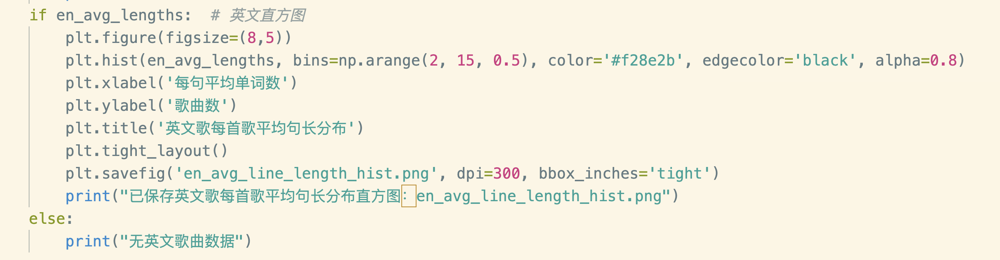 if en_avg_lengths:  # 英文直方图
    plt.figure(figsize=(8,5))
    plt.hist(en_avg_lengths, bins=np.arange(2, 15, 0.5), color='#f28e2b', edgecolor='black', alpha=0.8)
    plt.xlabel('每句平均单词数')
    plt.ylabel('歌曲数')
    plt.title('英文歌每首歌平均句长分布')
    plt.tight_layout()
    plt.savefig('en_avg_line_length_hist.png', dpi=300, bbox_inches='tight')
    print("已保存英文歌每首歌平均句长分布直方图：en_avg_line_length_hist.png")
else:
    print("无英文歌曲数据")